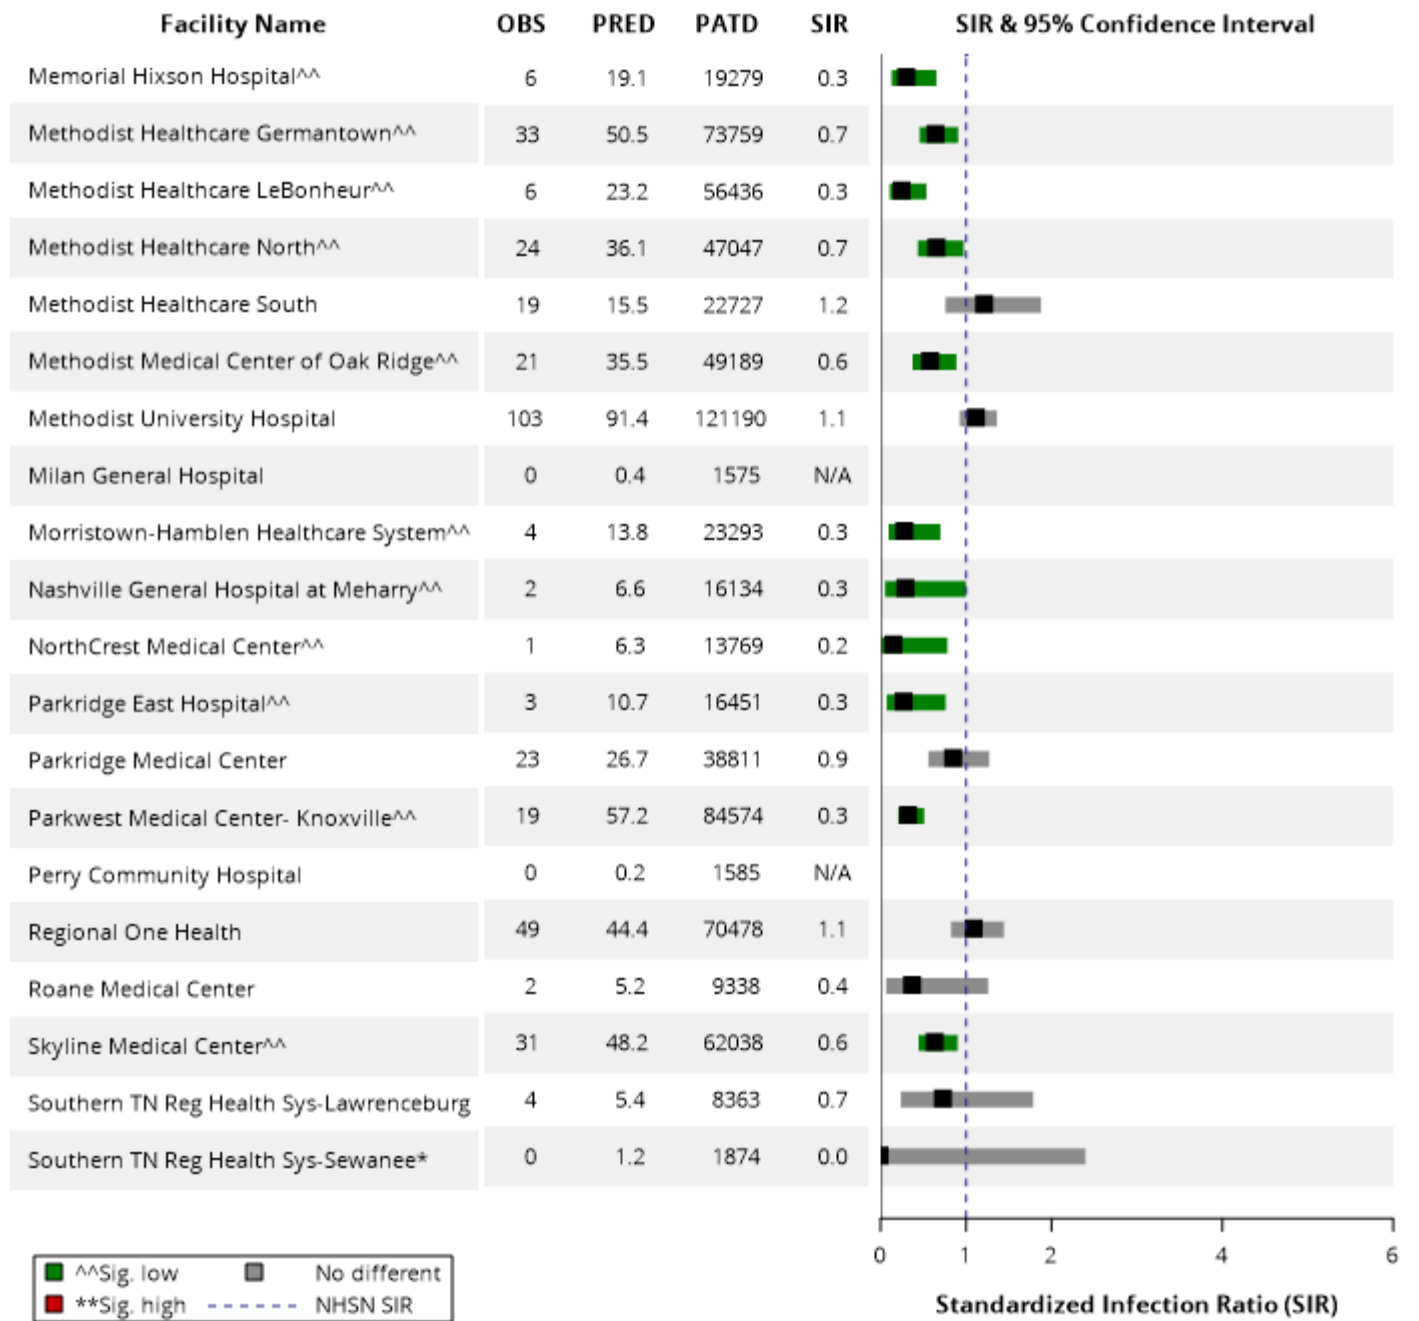 Facility Name OBS PRED PATD SIR SIR & 95% Confidence Interval
Memorial Hixson Hospital^^ 6 19.1 19279 0.3
Methodist Healthcare Germantown^^ 33 50.5 73759 0.7
Methodist Healthcare LeBonheur^^ 6 23.2 56436 0.3
Methodist Healthcare North^^ 24 36.1 47047 0.7
Methodist Healthcare South 19 15.5 22727 1.2
Methodist Medical Center of Oak Ridge^^ 21 35.5 49189 0.6
Methodist University Hospital 103 91.4 121190 1.1
Milan General Hospital 0 0.4 1575 N/A
Morristown-Hamblen Healthcare System^^ 4 13.8 23293 0.3
Nashville General Hospital at Meharry^^ 2 6.6 16134 0.3
NorthCrest Medical Center^^ 1 6.3 13769 0.2
Parkridge East Hospital^^ 3 10.7 16451 0.3
Parkridge Medical Center 23 26.7 38811 0.9
Parkwest Medical Center- Knoxville^^ 19 57.2 84574 0.3
Perry Community Hospital 0 0.2 1585 N/A
Regional One Health 49 44.4 70478 1.1
Roane Medical Center 2 5.2 9338 0.4
Skyline Medical Center^^ 31 48.2 62038 0.6
Southern TN Reg Health Sys-Lawrenceburg 4 5.4 8363 0.7
Southern TN Reg Health Sys-Sewanee* 0 1.2 1874 0.0
0 1 2 4 6
Standardized Infection Ratio (SIR)
^^Sig. low No different
**Sig. high NHSN SIR